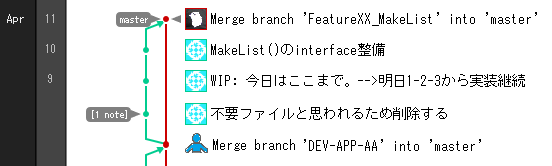 Apr 11 master Merge branch 'FeatureXX_MakeList' into 'master'
10 MakeList()のinterface整備
9 WIP: 今日はここまで。-->明日1-2-3から実装継続
[1 note] 不要ファイルと思われるため削除する
Merge branch 'DEV-APP-AA' into 'master'